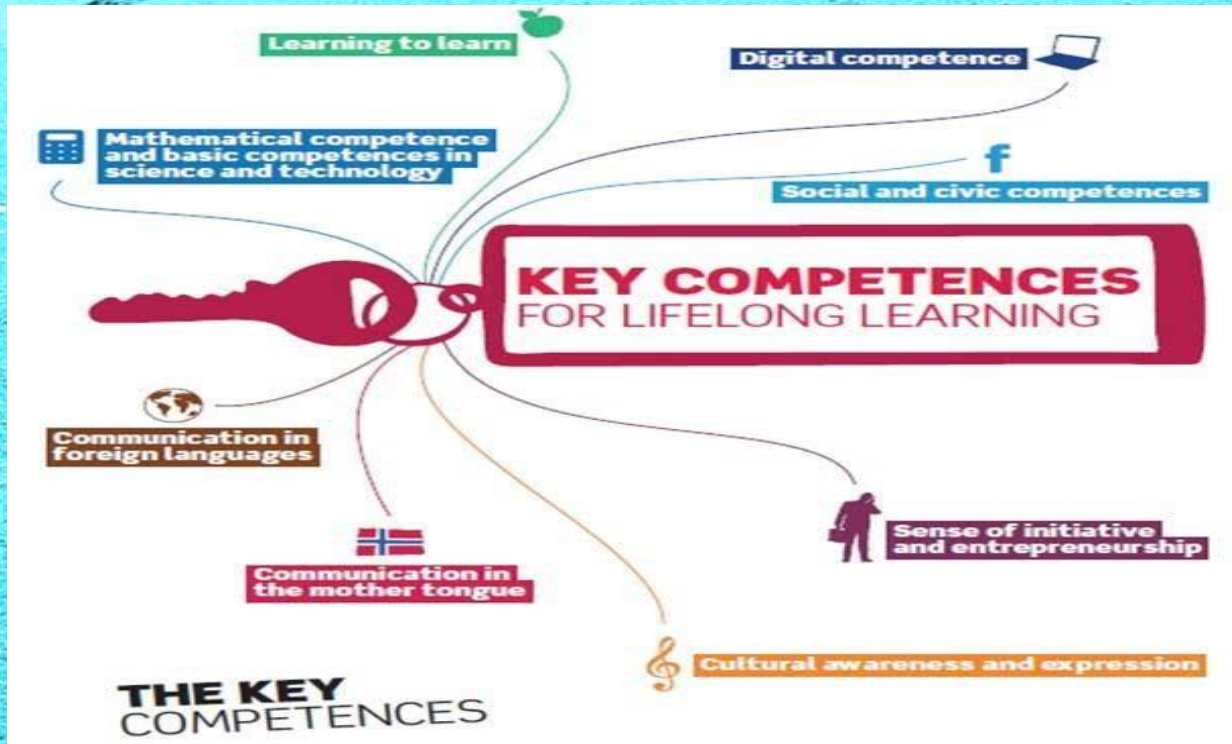 Learning to learn
Digital competence
Mathematical competence
and basic competences in
science and technology
f
Social and civic competences
KEY COMPETENCES
FOR LIFELONG LEARNING
Communication in
foreign languages
Sense of initiative
and entrepreneurship
Communication in
the mother tongue
Cultural awareness and expression
THE KEY
COMPETENCES